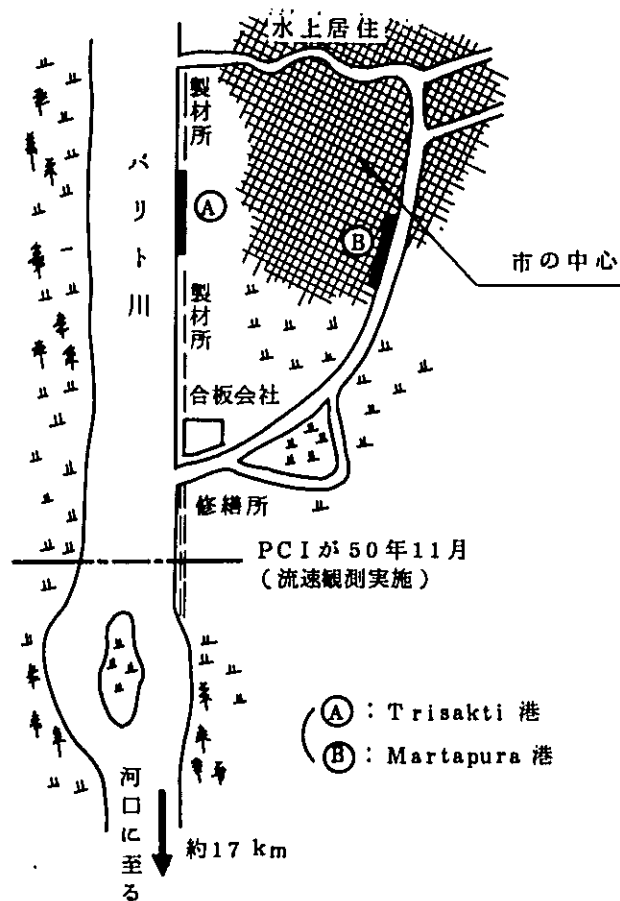 水上居住
製材所
バリト川
Ⓐ
Ⓑ
市の中心
製材所
合板会社
修繕所
PCIが50年11月
(流速観測実施)
Ⓐ : Trisakti 港
Ⓑ : Martapura 港
河口に至る
約17 km